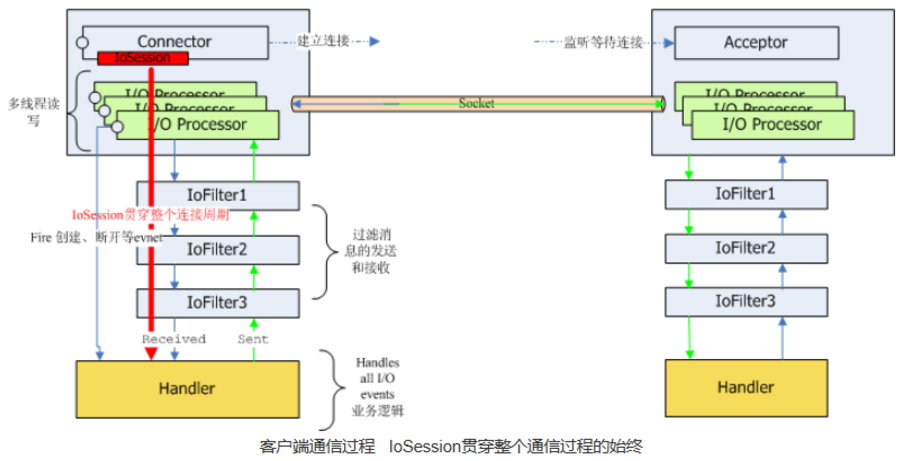 Connector
IoSession
建立连接
监听等待连接
Acceptor
多线程读
写
I/O Processor
I/O Processor
I/O Processor
Socket
I/O Processor
I/O Processor
I/O Processor
IoFilter1
IoSession贯穿整个连接周期
Fire 创建、断开等evnet
IoFilter2
IoFilter3
过滤消
息的发送
和接收
Received
Sent
Handler
Handles
all I/O
events
业务逻辑
IoFilter1
IoFilter2
IoFilter3
Handler
客户端通信过程 IoSession贯穿整个通信过程的始终